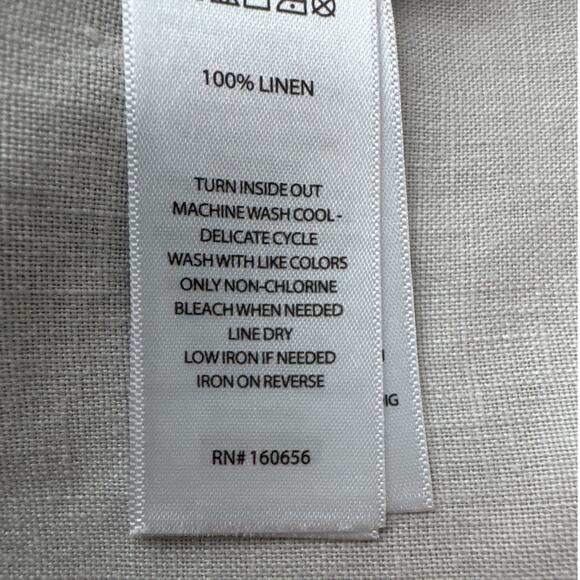 100% LINEN
TURN INSIDE OUT
MACHINE WASH COOL -
DELICATE CYCLE
WASH WITH LIKE COLORS
ONLY NON-CHLORINE
BLEACH WHEN NEEDED
LINE DRY
LOW IRON IF NEEDED
IRON ON REVERSE
RN# 160656